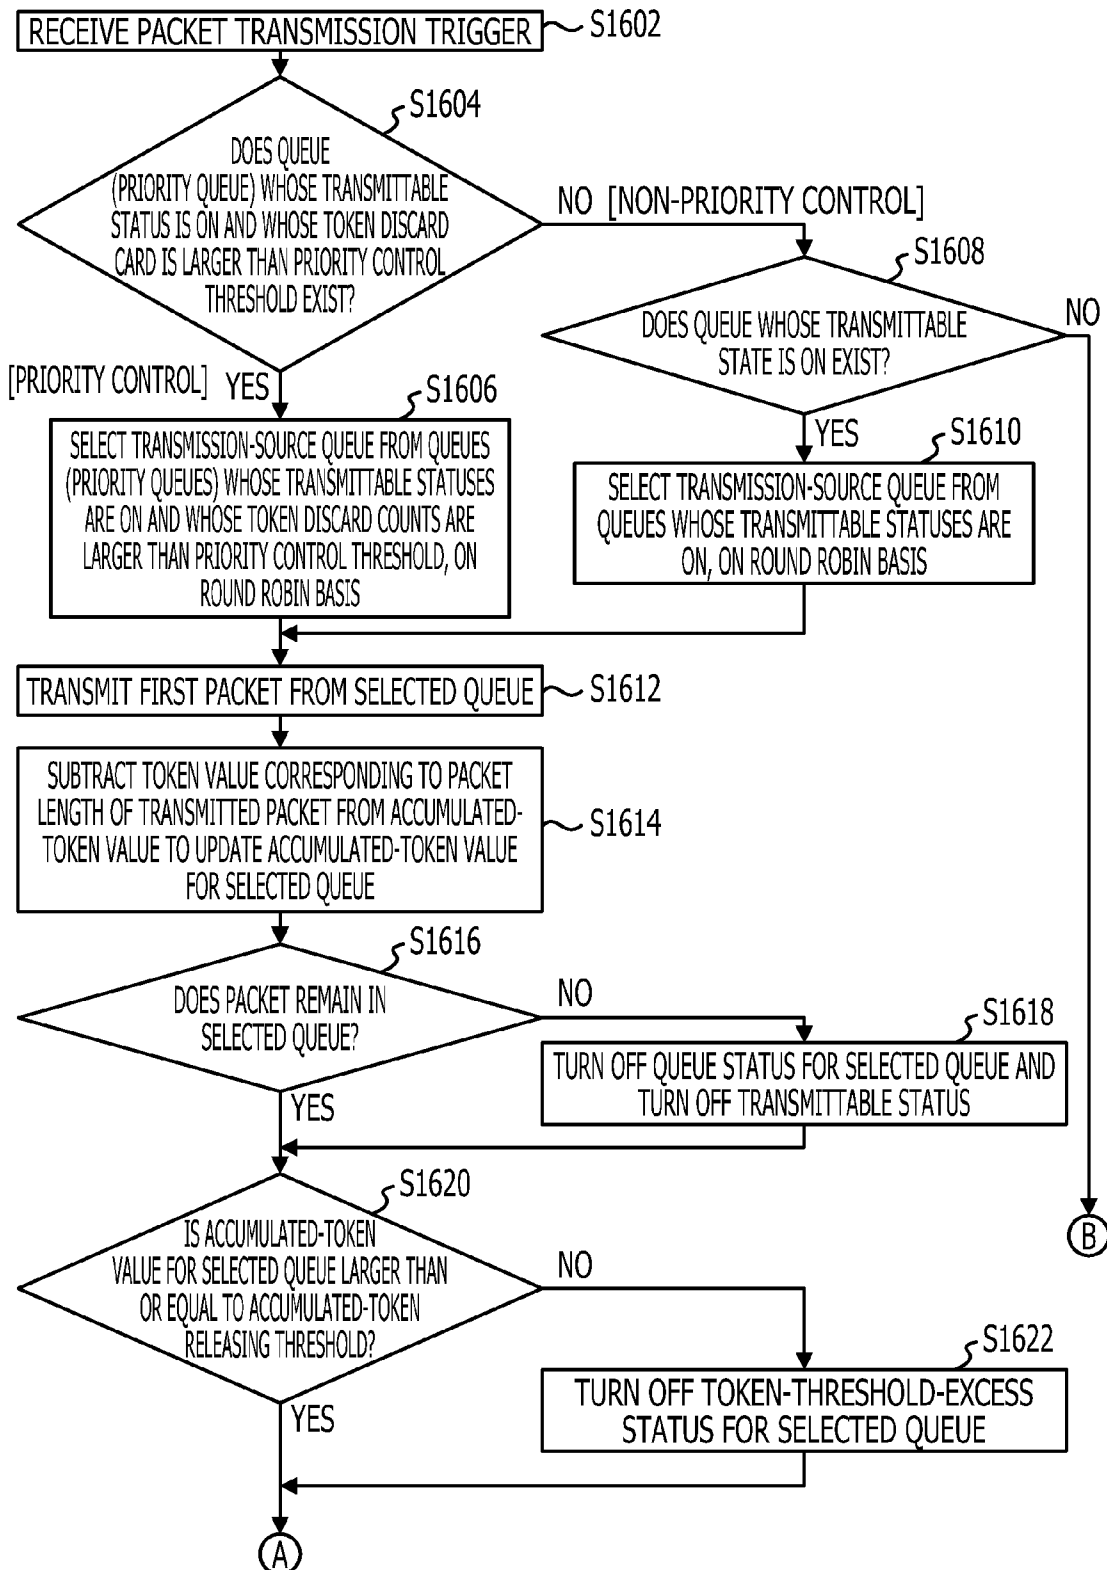 RECEIVE PACKET TRANSMISSION TRIGGER
S1602
S1604
DOES QUEUE
(PRIORITY QUEUE) WHOSE TRANSMITTABLE
STATUS IS ON AND WHOSE TOKEN DISCARD
CARD IS LARGER THAN PRIORITY CONTROL
THRESHOLD EXIST?
NO [NON-PRIORITY CONTROL]
S1608
DOES QUEUE WHOSE TRANSMITTABLE
STATE IS ON EXIST?
NO
[PRIORITY CONTROL] YES
S1606
SELECT TRANSMISSION-SOURCE QUEUE FROM QUEUES
(PRIORITY QUEUES) WHOSE TRANSMITTABLE STATUSES
ARE ON AND WHOSE TOKEN DISCARD COUNTS ARE
LARGER THAN PRIORITY CONTROL THRESHOLD, ON
ROUND ROBIN BASIS
YES
S1610
SELECT TRANSMISSION-SOURCE QUEUE FROM
QUEUES WHOSE TRANSMITTABLE STATUSES ARE
ON, ON ROUND ROBIN BASIS
TRANSMIT FIRST PACKET FROM SELECTED QUEUE
S1612
SUBTRACT TOKEN VALUE CORRESPONDING TO PACKET
LENGTH OF TRANSMITTED PACKET FROM ACCUMULATED-
TOKEN VALUE TO UPDATE ACCUMULATED-TOKEN VALUE
FOR SELECTED QUEUE
S1614
S1616
DOES PACKET REMAIN IN
SELECTED QUEUE?
NO
S1618
TURN OFF QUEUE STATUS FOR SELECTED QUEUE AND
TURN OFF TRANSMITTABLE STATUS
YES
S1620
IS ACCUMULATED-TOKEN
VALUE FOR SELECTED QUEUE LARGER THAN
OR EQUAL TO ACCUMULATED-TOKEN
RELEASING THRESHOLD?
NO
B
S1622
TURN OFF TOKEN-THRESHOLD-EXCESS
STATUS FOR SELECTED QUEUE
YES
A